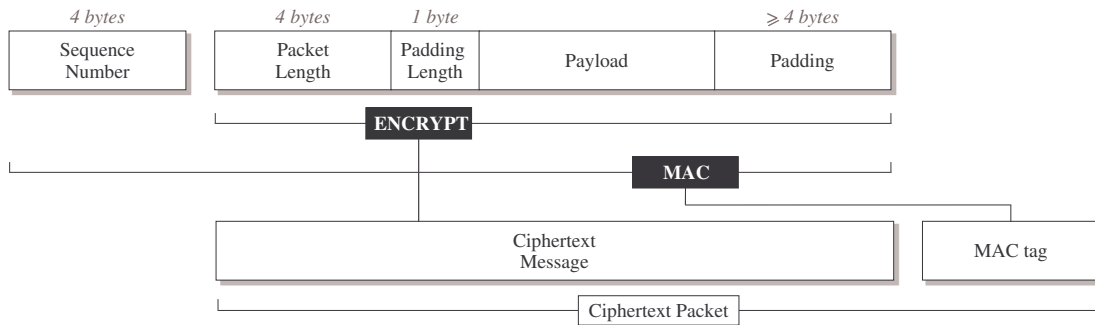 4 bytes
4 bytes
1 byte
⩾ 4 bytes
Sequence
Number
Packet
Length
Padding
Length
Payload
Padding
ENCRYPT
MAC
Ciphertext
Message
MAC tag
Ciphertext Packet